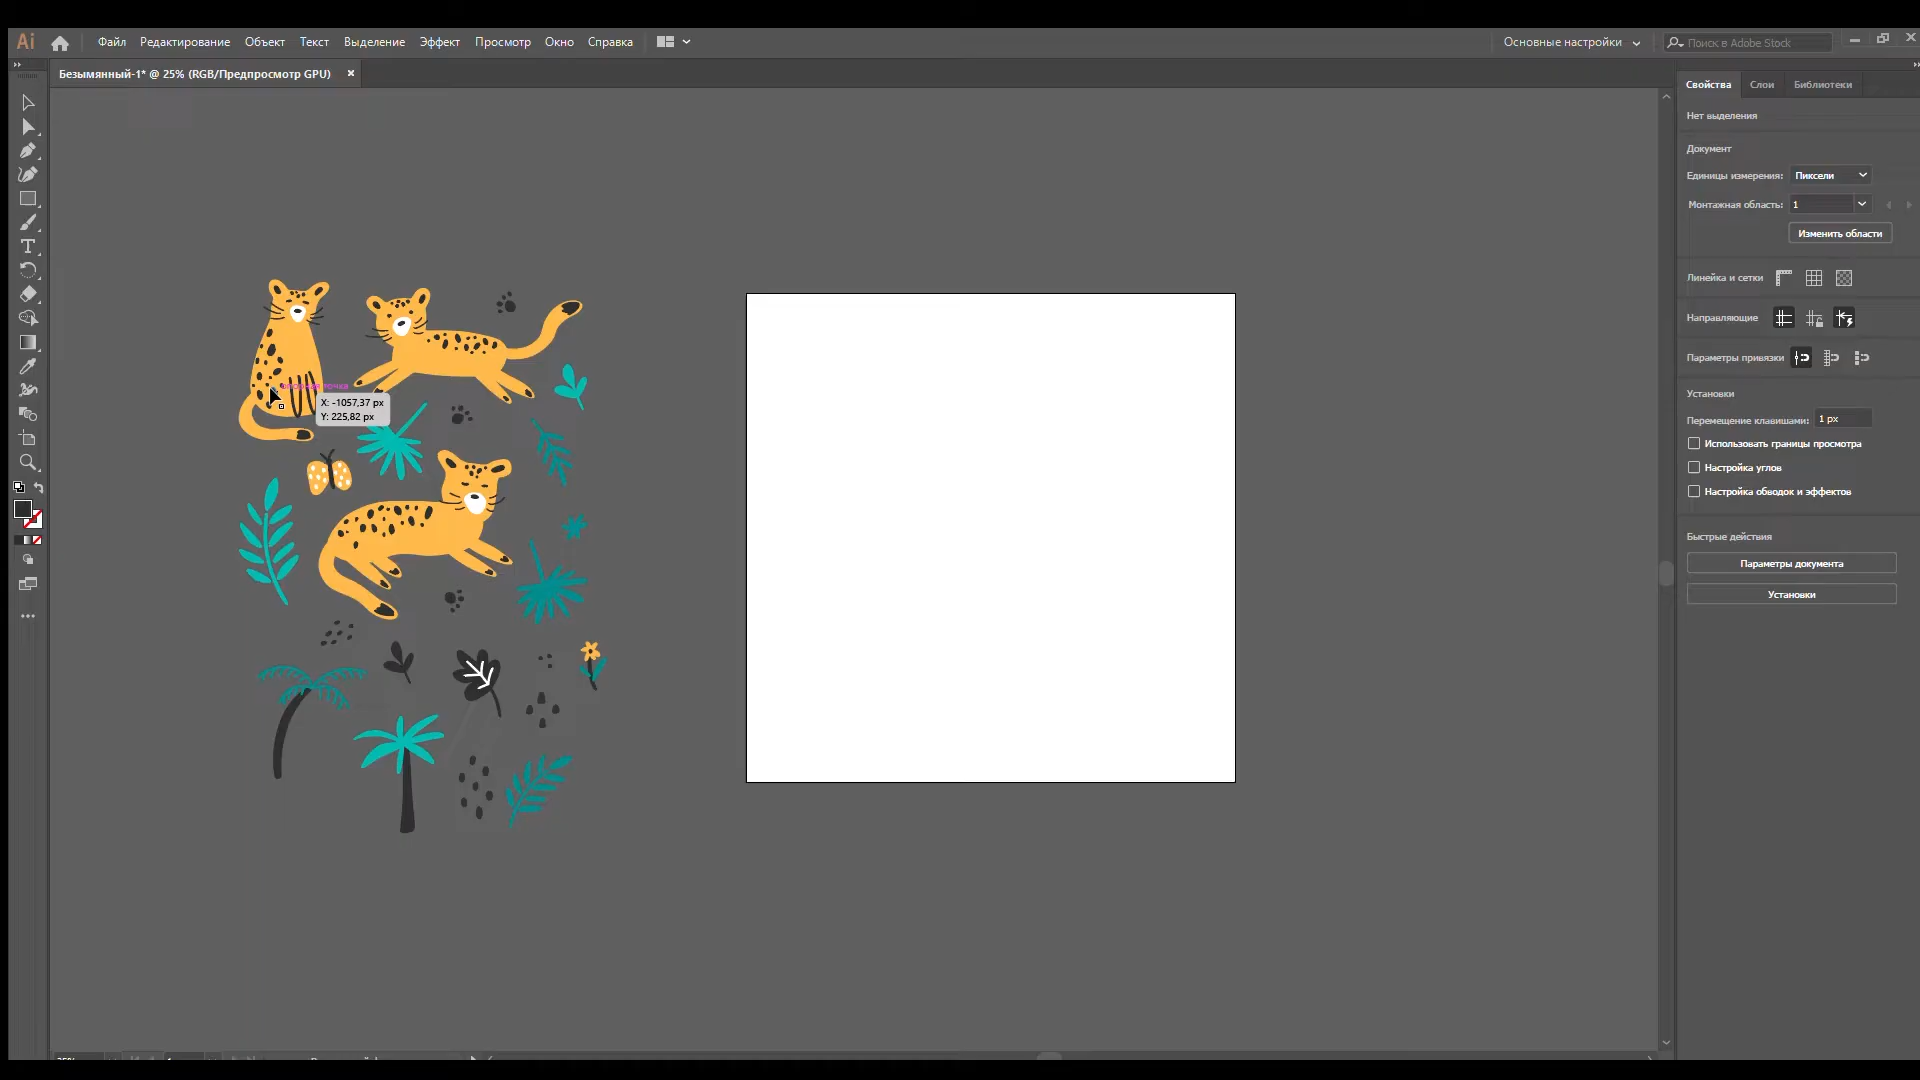 Ai Файл Редактирование Объект Текст Выделение Эффект Просмотр Окно Справка Основные настройки Поиск в Adobe Stock
Безымянный-1* @ 25% (RGB/Предпросмотр GPU) ×
Свойства Слои Библиотеки
Нет выделения
Документ
Единицы измерения: Пиксели
Монтажная область: 1
Изменить области
Линейка и сетки
Направляющие
Параметры привязки
Установки
Перемещение клавишами: 1 px
Использовать границы просмотра
Настройка углов
Настройка обводок и эффектов
Быстрые действия
Параметры документа
Установки
точка
X: -1057,37 px
Y: 225,82 px